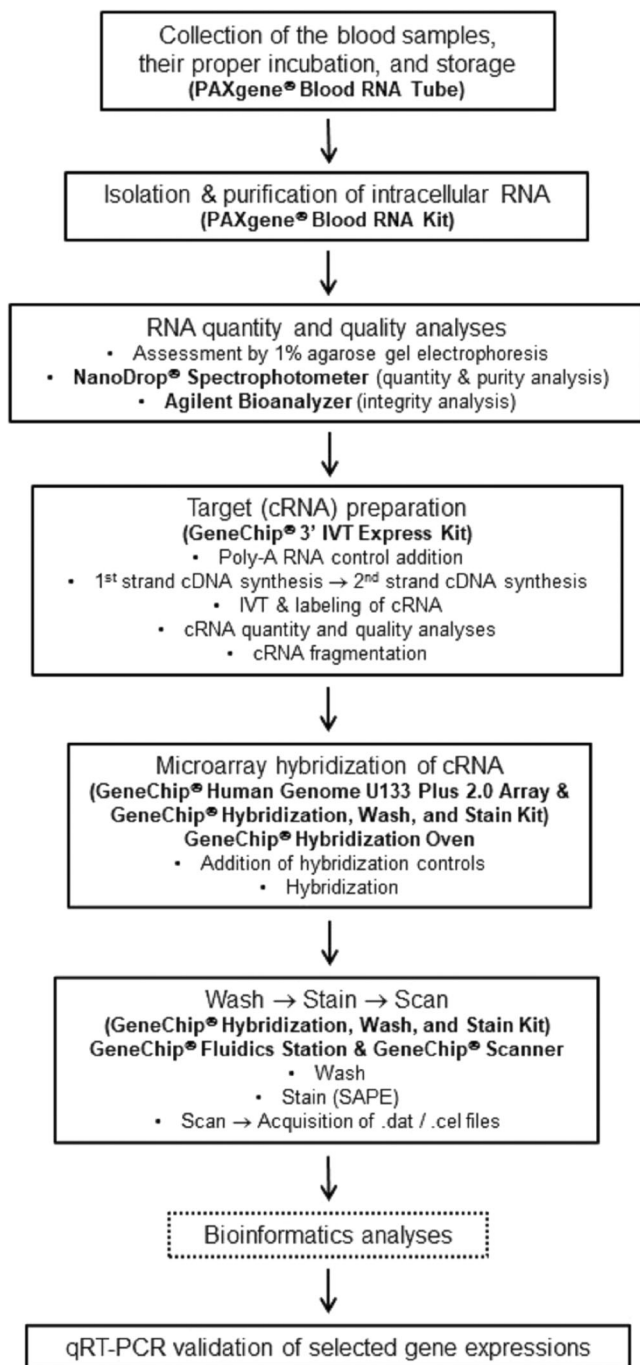 Collection of the blood samples,
their proper incubation, and storage
(PAXgene® Blood RNA Tube)
Isolation & purification of intracellular RNA
(PAXgene® Blood RNA Kit)
RNA quantity and quality analyses
• Assessment by 1% agarose gel electrophoresis
• NanoDrop® Spectrophotometer (quantity & purity analysis)
• Agilent Bioanalyzer (integrity analysis)
Target (cRNA) preparation
(GeneChip® 3' IVT Express Kit)
• Poly-A RNA control addition
• 1st strand cDNA synthesis → 2nd strand cDNA synthesis
• IVT & labeling of cRNA
• cRNA quantity and quality analyses
• cRNA fragmentation
Microarray hybridization of cRNA
(GeneChip® Human Genome U133 Plus 2.0 Array &
GeneChip® Hybridization, Wash, and Stain Kit)
GeneChip® Hybridization Oven
• Addition of hybridization controls
• Hybridization
Wash → Stain → Scan
(GeneChip® Hybridization, Wash, and Stain Kit)
GeneChip® Fluidics Station & GeneChip® Scanner
• Wash
• Stain (SAPE)
• Scan → Acquisition of .dat / .cel files
Bioinformatics analyses
qRT-PCR validation of selected gene expressions